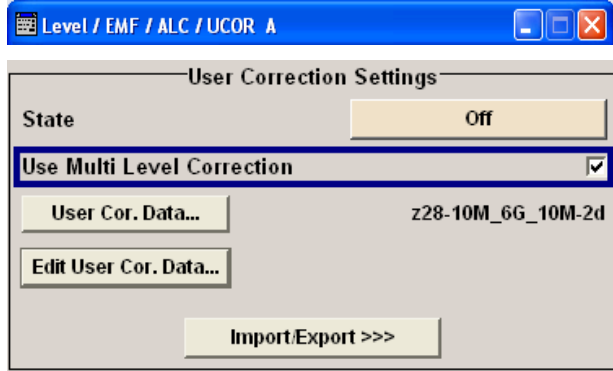 Level / EMF / ALC / UCOR A
User Correction Settings
State Off
Use Multi Level Correction
User Cor. Data... z28-10M_6G_10M-2d
Edit User Cor. Data...
Import/Export >>>